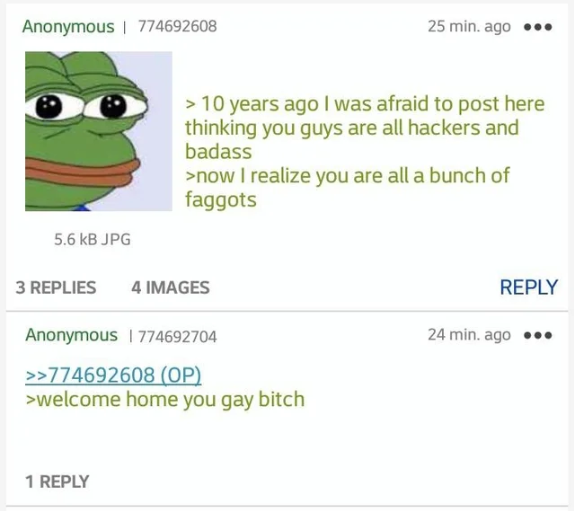 Anonymous | 774692608
25 min. ago
> 10 years ago I was afraid to post here
thinking you guys are all hackers and
badass
>now I realize you are all a bunch of
faggots
5.6 kB JPG
3 REPLIES 4 IMAGES
REPLY
Anonymous | 774692704
24 min. ago
>>774692608 (OP)
>welcome home you gay bitch
1 REPLY